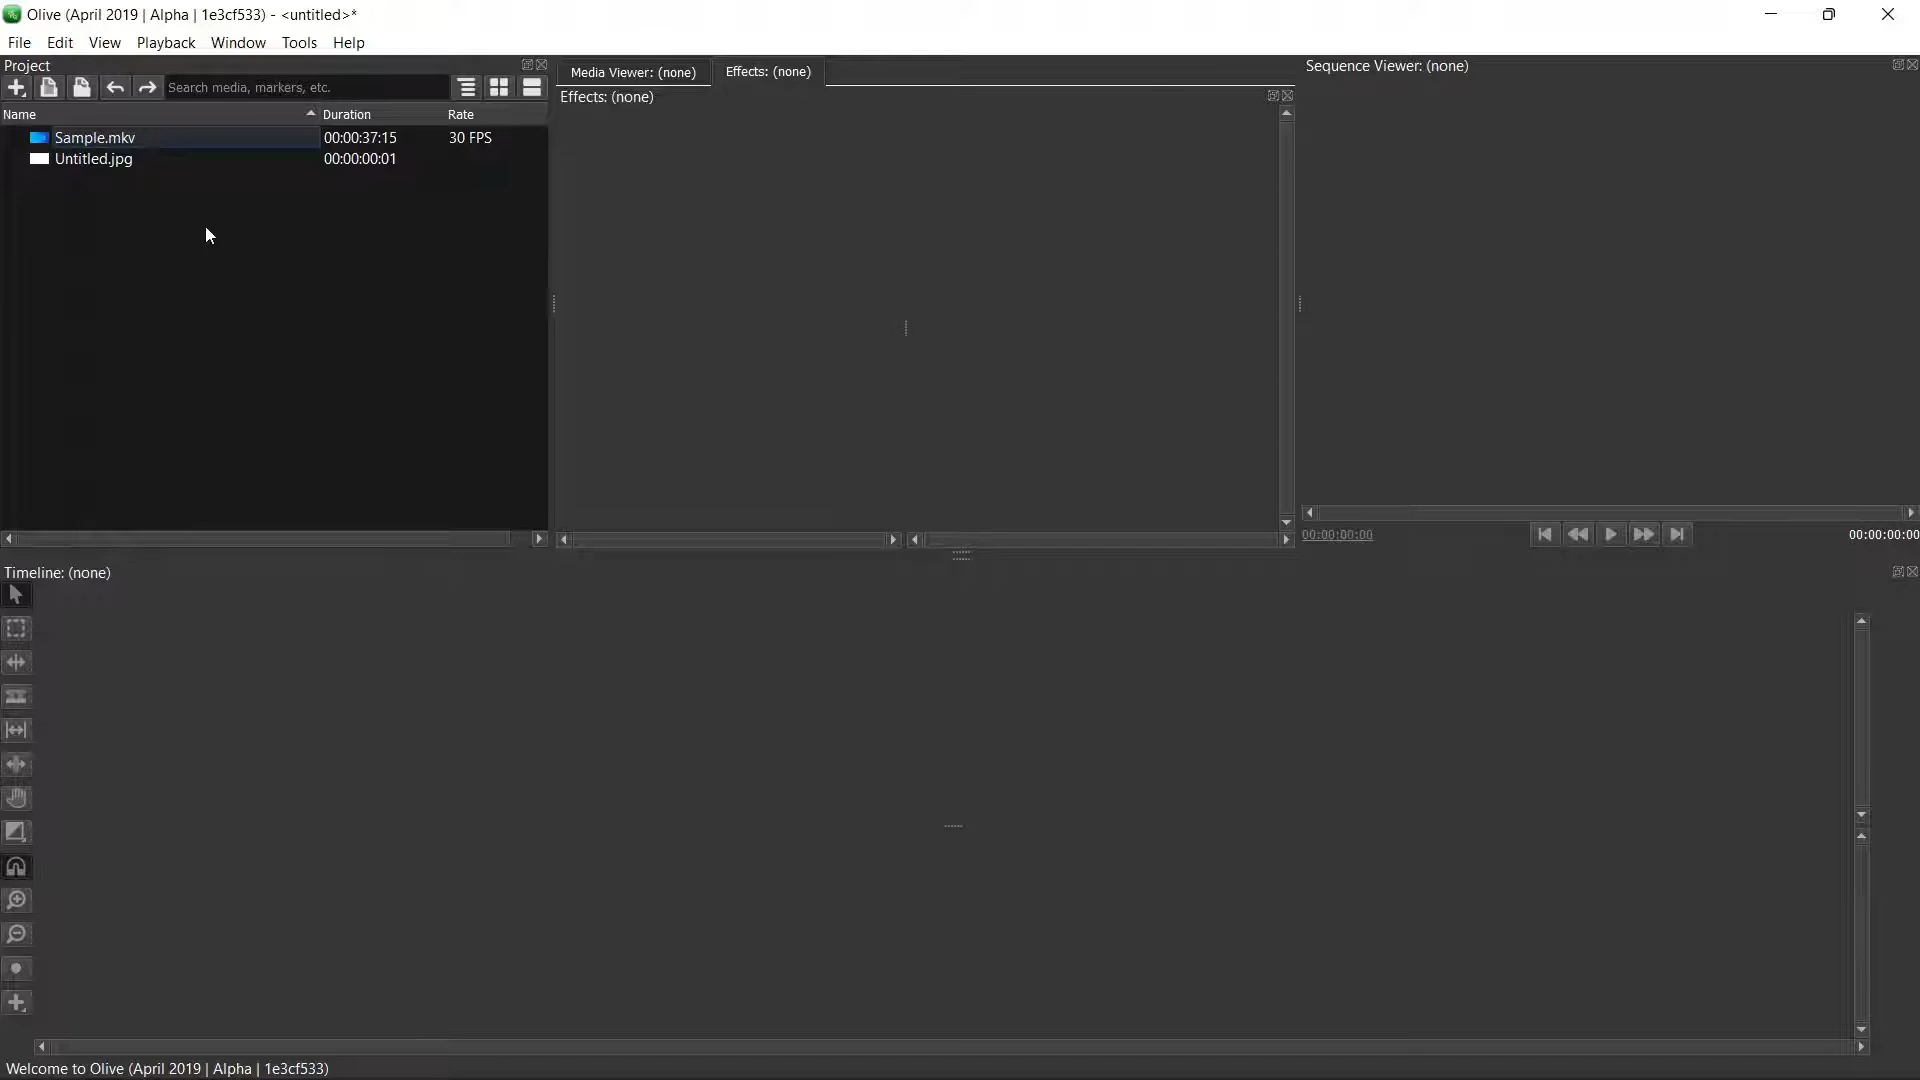 Olive (April 2019 | Alpha | 1e3cf533) - <untitled>*
File Edit View Playback Window Tools Help
Project
Search media, markers, etc.
Name Duration Rate
Sample.mkv 00:00:37:15 30 FPS
Untitled.jpg 00:00:00:01
Media Viewer: (none) Effects: (none)
Effects: (none)
Sequence Viewer: (none)
00:00:00:00 00:00:00:00
Timeline: (none)
Welcome to Olive (April 2019 | Alpha | 1e3cf533)